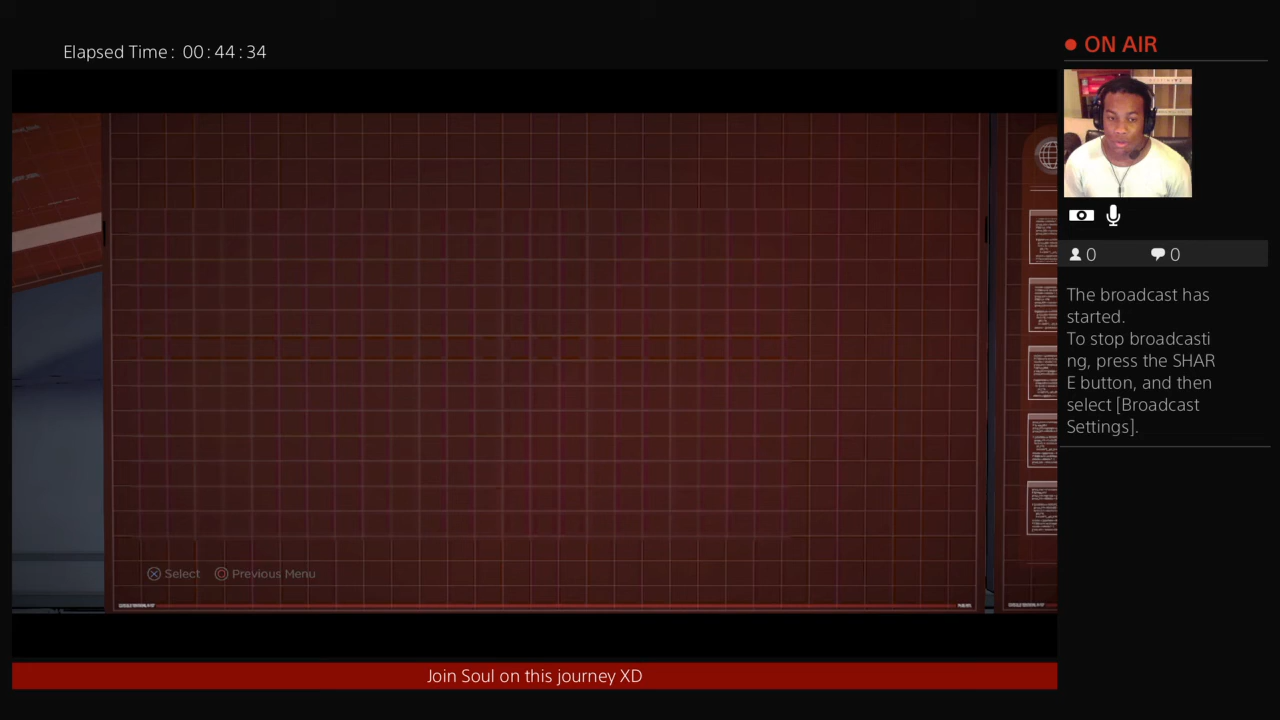 Elapsed Time: 00:44:34
ON AIR
0 0
The broadcast has
started.
To stop broadcasti
ng, press the SHAR
E button, and then
select [Broadcast
Settings].
Select Previous Menu
Join Soul on this journey XD